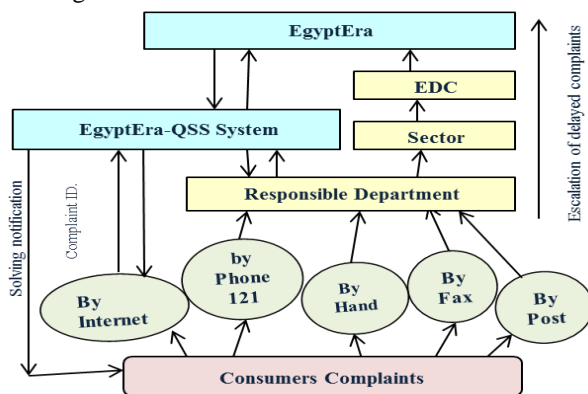 EgyptEra
EDC
EgyptEra-QSS System
Sector
Responsible Department
Escalation of delayed complaints
Solving notification
Complaint ID.
By
Internet
by
Phone
121
By
Hand
By
Fax
By
Post
Consumers Complaints